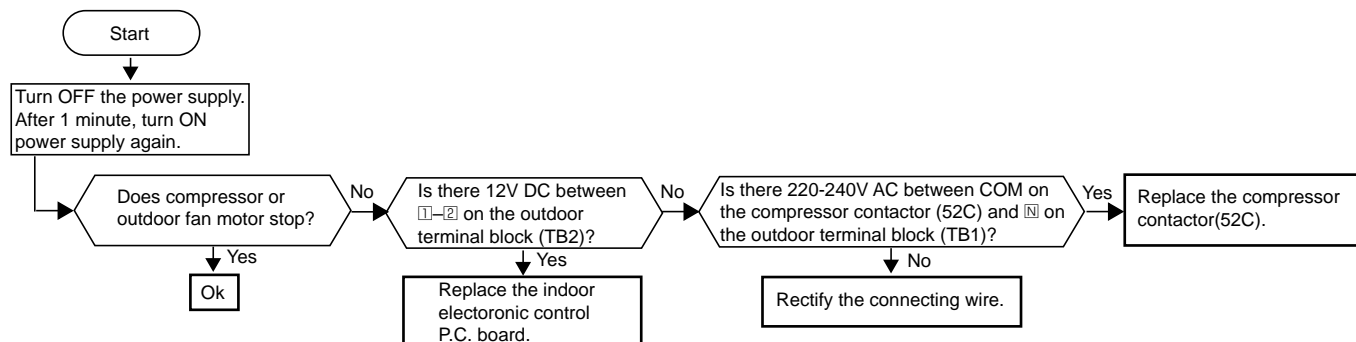 Start
Turn OFF the power supply.
After 1 minute, turn ON
power supply again.
Does compressor or
outdoor fan motor stop?
Yes
Ok
No
Is there 12V DC between
1–2 on the outdoor
terminal block (TB2)?
Yes
Replace the indoor
electoronic control
P.C. board.
No
Is there 220-240V AC between COM on
the compressor contactor (52C) and N on
the outdoor terminal block (TB1)?
No
Rectify the connecting wire.
Yes
Replace the compressor
contactor(52C).